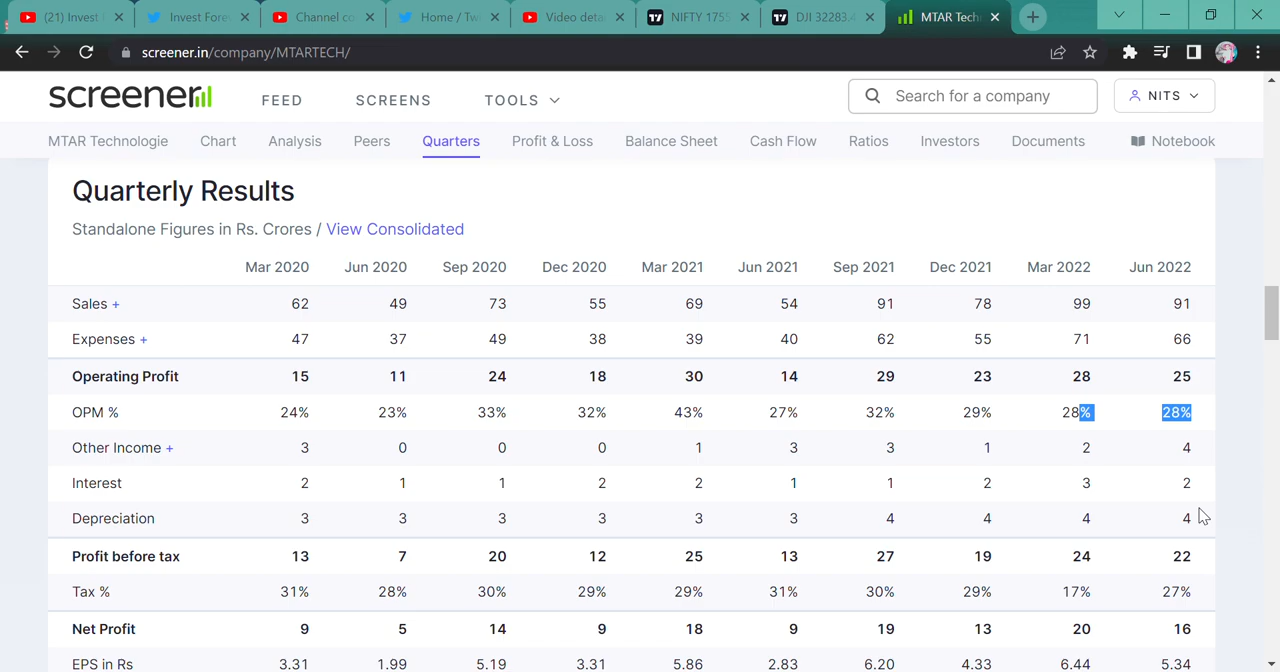 (21) Invest Invest Forev Channel co Home / Tw Video deta NIFTY 1755 DJI 32283.4 MTAR Tech
screener.in/company/MTARTECH/
screener FEED SCREENS TOOLS Search for a company NITS
MTAR Technologie Chart Analysis Peers Quarters Profit & Loss Balance Sheet Cash Flow Ratios Investors Documents Notebook
Quarterly Results
Standalone Figures in Rs. Crores / View Consolidated
Mar 2020 Jun 2020 Sep 2020 Dec 2020 Mar 2021 Jun 2021 Sep 2021 Dec 2021 Mar 2022 Jun 2022
Sales + 62 49 73 55 69 54 91 78 99 91
Expenses + 47 37 49 38 39 40 62 55 71 66
Operating Profit 15 11 24 18 30 14 29 23 28 25
OPM % 24% 23% 33% 32% 43% 27% 32% 29% 28% 28%
Other Income + 3 0 0 0 1 3 3 1 2 4
Interest 2 1 1 2 2 1 1 2 3 2
Depreciation 3 3 3 3 3 3 4 4 4 4
Profit before tax 13 7 20 12 25 13 27 19 24 22
Tax % 31% 28% 30% 29% 29% 31% 30% 29% 17% 27%
Net Profit 9 5 14 9 18 9 19 13 20 16
EPS in Rs 3.31 1.99 5.19 3.31 5.86 2.83 6.20 4.33 6.44 5.34